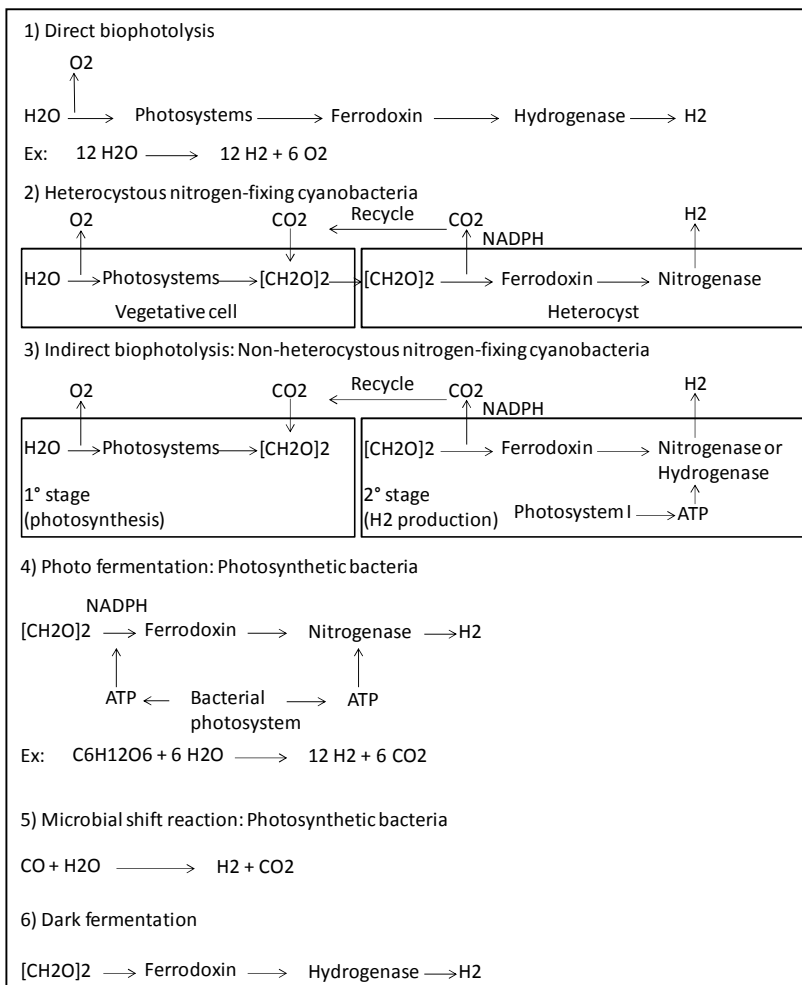 1) Direct biophotolysis
O2
H2O Photosystems Ferrodoxin Hydrogenase H2
Ex: 12 H2O 12 H2 + 6 O2
2) Heterocystous nitrogen-fixing cyanobacteria
O2 CO2 Recycle CO2 H2
NADPH
H2O Photosystems [CH2O]2 [CH2O]2 Ferrodoxin Nitrogenase
Vegetative cell Heterocyst
3) Indirect biophotolysis: Non-heterocystous nitrogen-fixing cyanobacteria
O2 CO2 Recycle CO2 H2
NADPH
H2O Photosystems [CH2O]2 [CH2O]2 Ferrodoxin Nitrogenase or
Hydrogenase
1° stage 2° stage
(photosynthesis) (H2 production) Photosystem I ATP
4) Photo fermentation: Photosynthetic bacteria
NADPH
[CH2O]2 Ferrodoxin Nitrogenase H2
ATP Bacterial ATP
photosystem
Ex: C6H12O6 + 6 H2O 12 H2 + 6 CO2
5) Microbial shift reaction: Photosynthetic bacteria
CO + H2O H2 + CO2
6) Dark fermentation
[CH2O]2 Ferrodoxin Hydrogenase H2